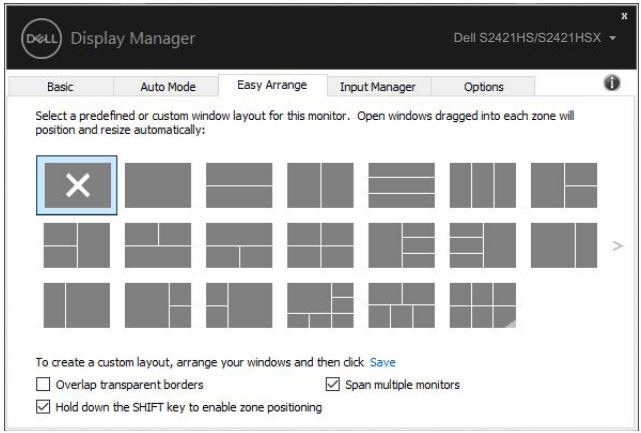 x
DELL Display Manager Dell S2421HS/S2421HSX
Basic Auto Mode Easy Arrange Input Manager Options i
Select a predefined or custom window layout for this monitor. Open windows dragged into each zone will
position and resize automatically:
To create a custom layout, arrange your windows and then click Save
Overlap transparent borders Span multiple monitors
Hold down the SHIFT key to enable zone positioning